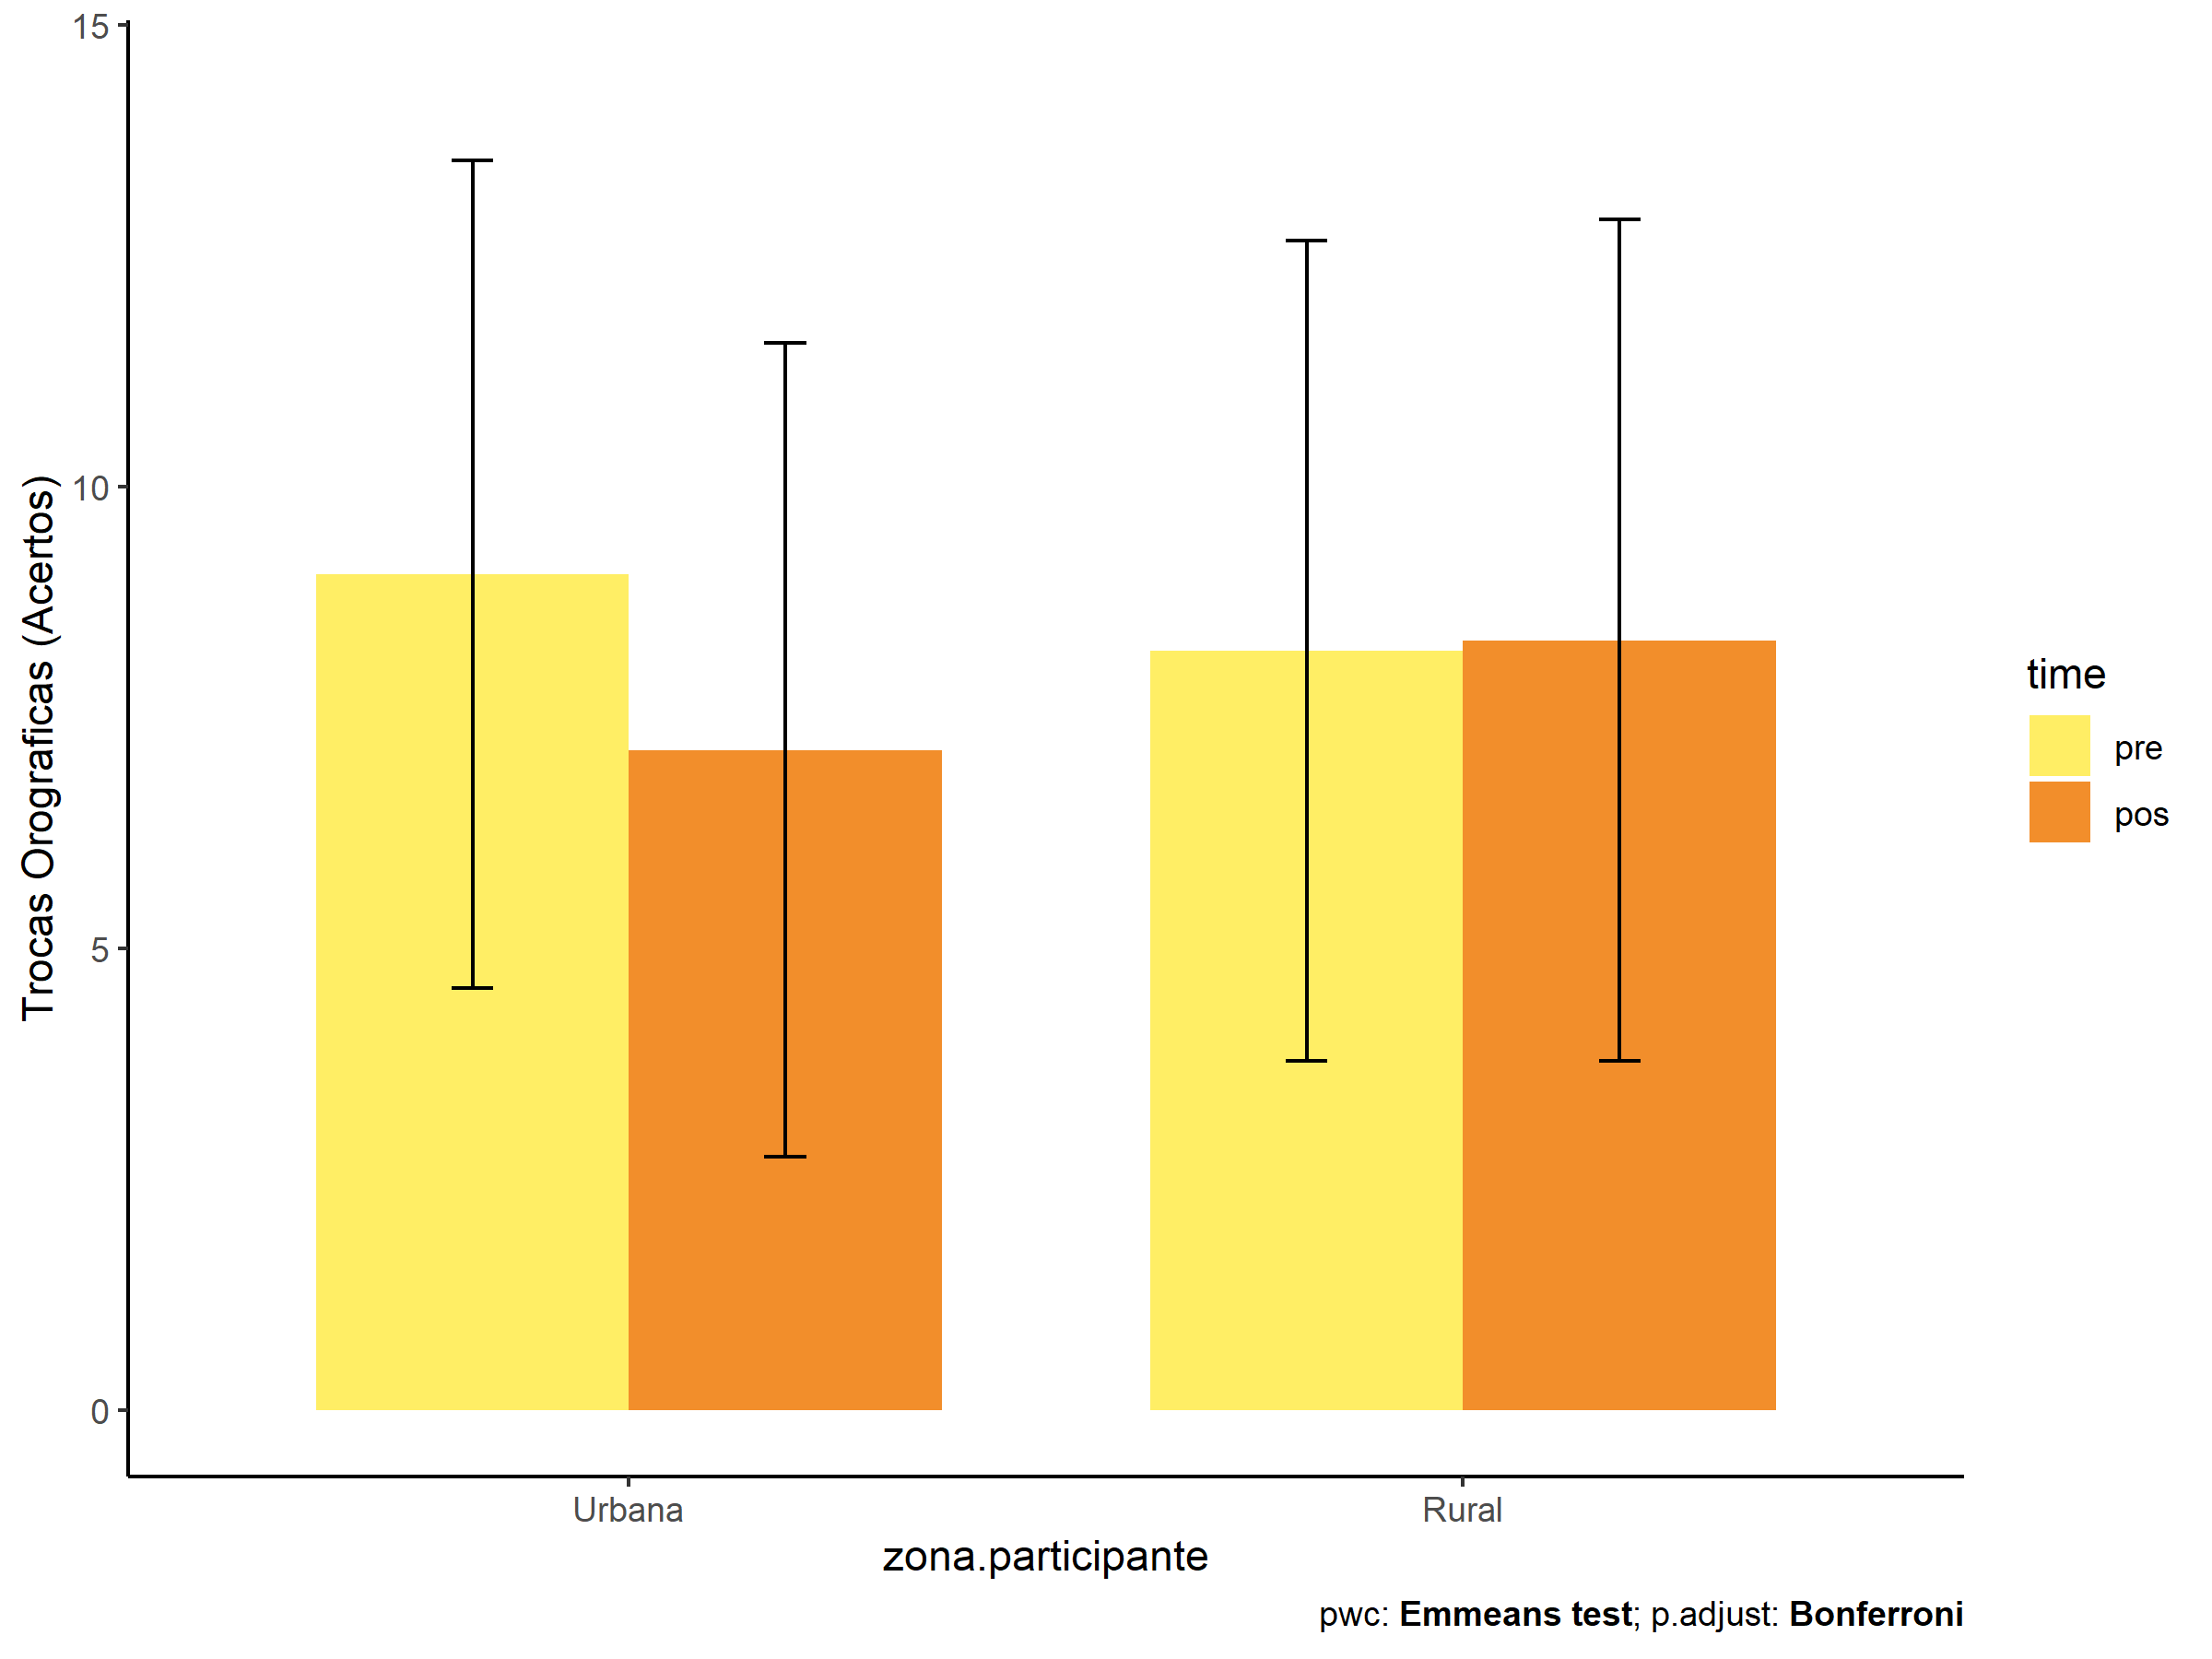 Trocas Orograficas (Acertos)
15
10
5
0
Urbana
Rural
zona.participante
time
pre
pos
pwc: Emmeans test; p.adjust: Bonferroni